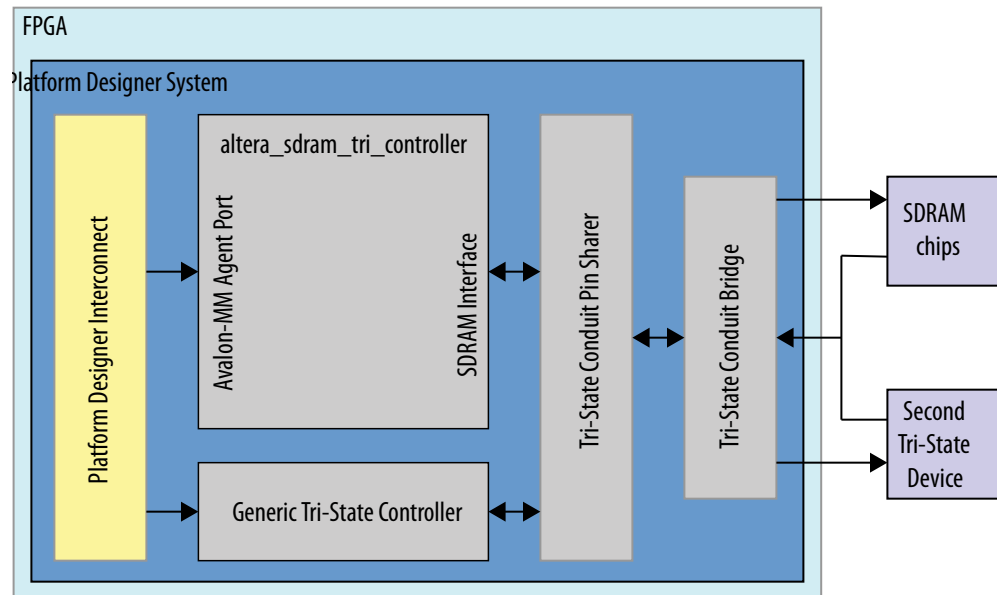 FPGA
Platform Designer System
altera_sdram_tri_controller
Platform Designer Interconnect
Avalon-MM Agent Port
SDRAM Interface
Tri-State Conduit Pin Sharer
Tri-State Conduit Bridge
Generic Tri-State Controller
SDRAM
chips
Second
Tri-State
Device